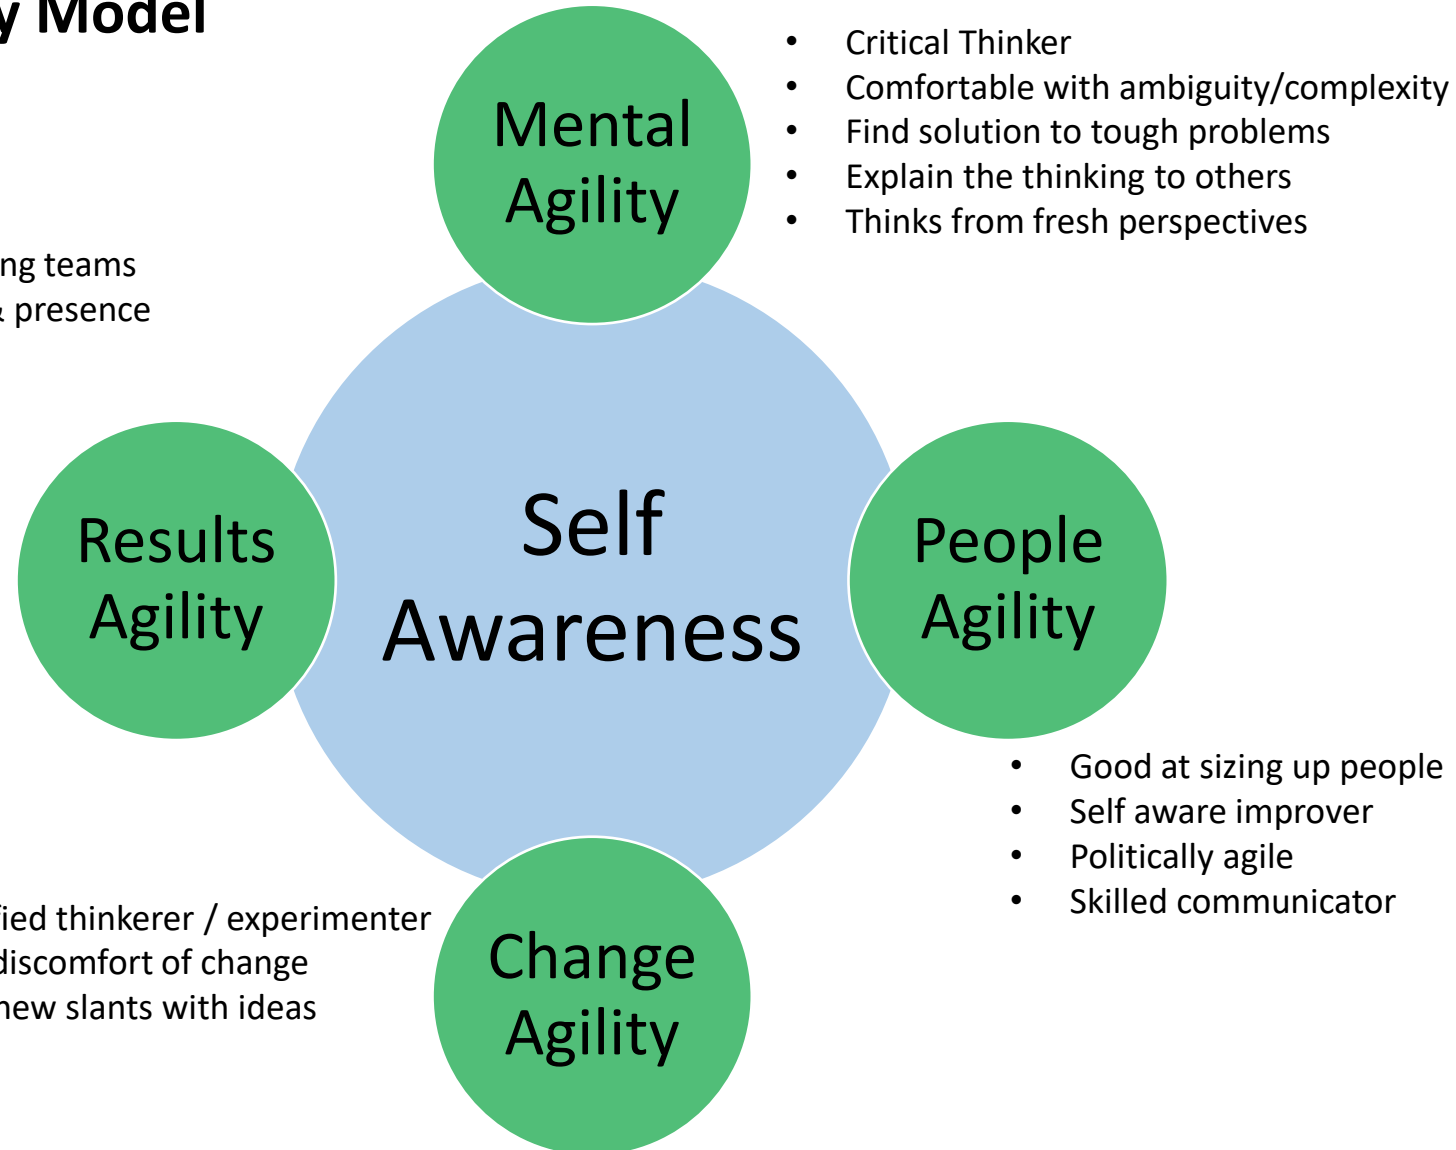 y Model
Mental
Agility
• Critical Thinker
• Comfortable with ambiguity/complexity
• Find solution to tough problems
• Explain the thinking to others
• Thinks from fresh perspectives
ng teams
& presence
Results
Agility
Self
Awareness
People
Agility
• Good at sizing up people
• Self aware improver
• Politically agile
• Skilled communicator
fied thinkerer / experimenter
discomfort of change
new slants with ideas
Change
Agility